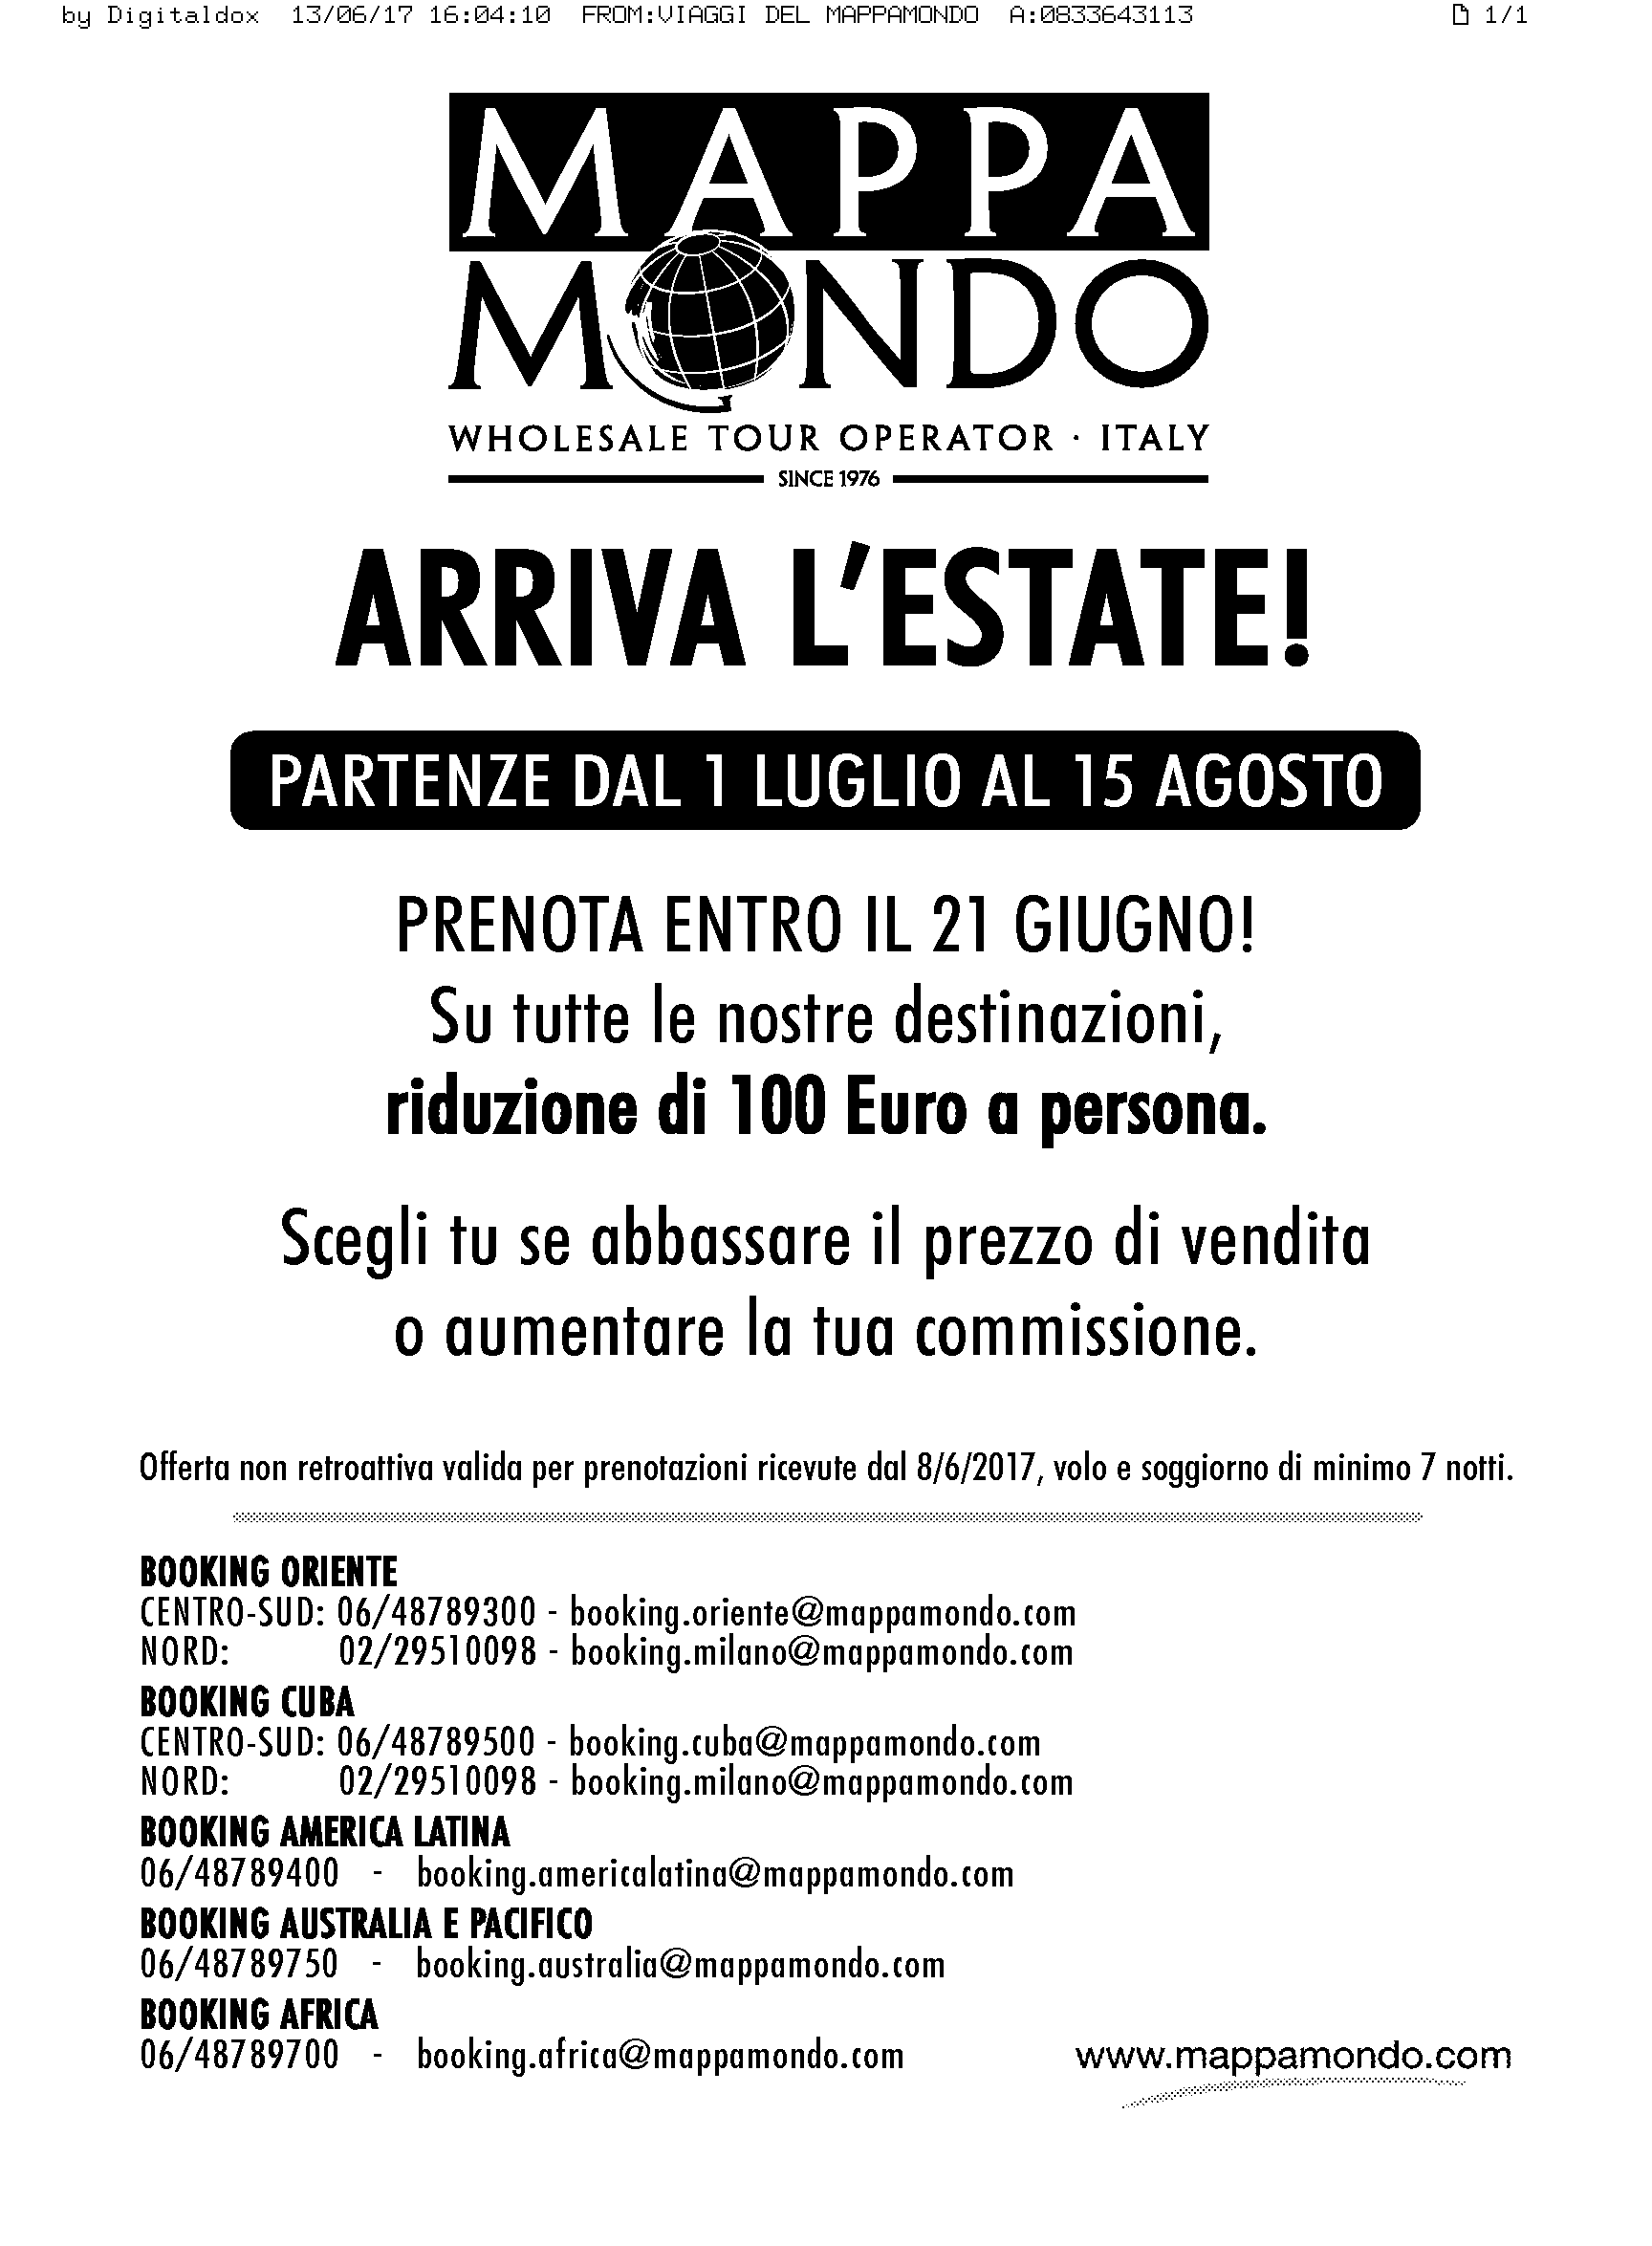 by Digitaldox 13/06/17 16:04:10 FROM:VIAGGI DEL MAPPAMONDO A:0833643113 1/1
MAPPA
MONDO
WHOLESALE TOUR OPERATOR · ITALY
SINCE 1976
ARRIVA L'ESTATE!
PARTENZE DAL 1 LUGLIO AL 15 AGOSTO
PRENOTA ENTRO IL 21 GIUGNO!
Su tutte le nostre destinazioni,
riduzione di 100 Euro a persona.
Scegli tu se abbassare il prezzo di vendita
o aumentare la tua commissione.
Offerta non retroattiva valida per prenotazioni ricevute dal 8/6/2017, volo e soggiorno di minimo 7 notti.
BOOKING ORIENTE
CENTRO-SUD: 06/48789300 - booking.oriente@mappamondo.com
NORD: 02/29510098 - booking.milano@mappamondo.com
BOOKING CUBA
CENTRO-SUD: 06/48789500 - booking.cuba@mappamondo.com
NORD: 02/29510098 - booking.milano@mappamondo.com
BOOKING AMERICA LATINA
06/48789400 - booking.americalatina@mappamondo.com
BOOKING AUSTRALIA E PACIFICO
06/48789750 - booking.australia@mappamondo.com
BOOKING AFRICA
06/48789700 - booking.africa@mappamondo.com
www.mappamondo.com